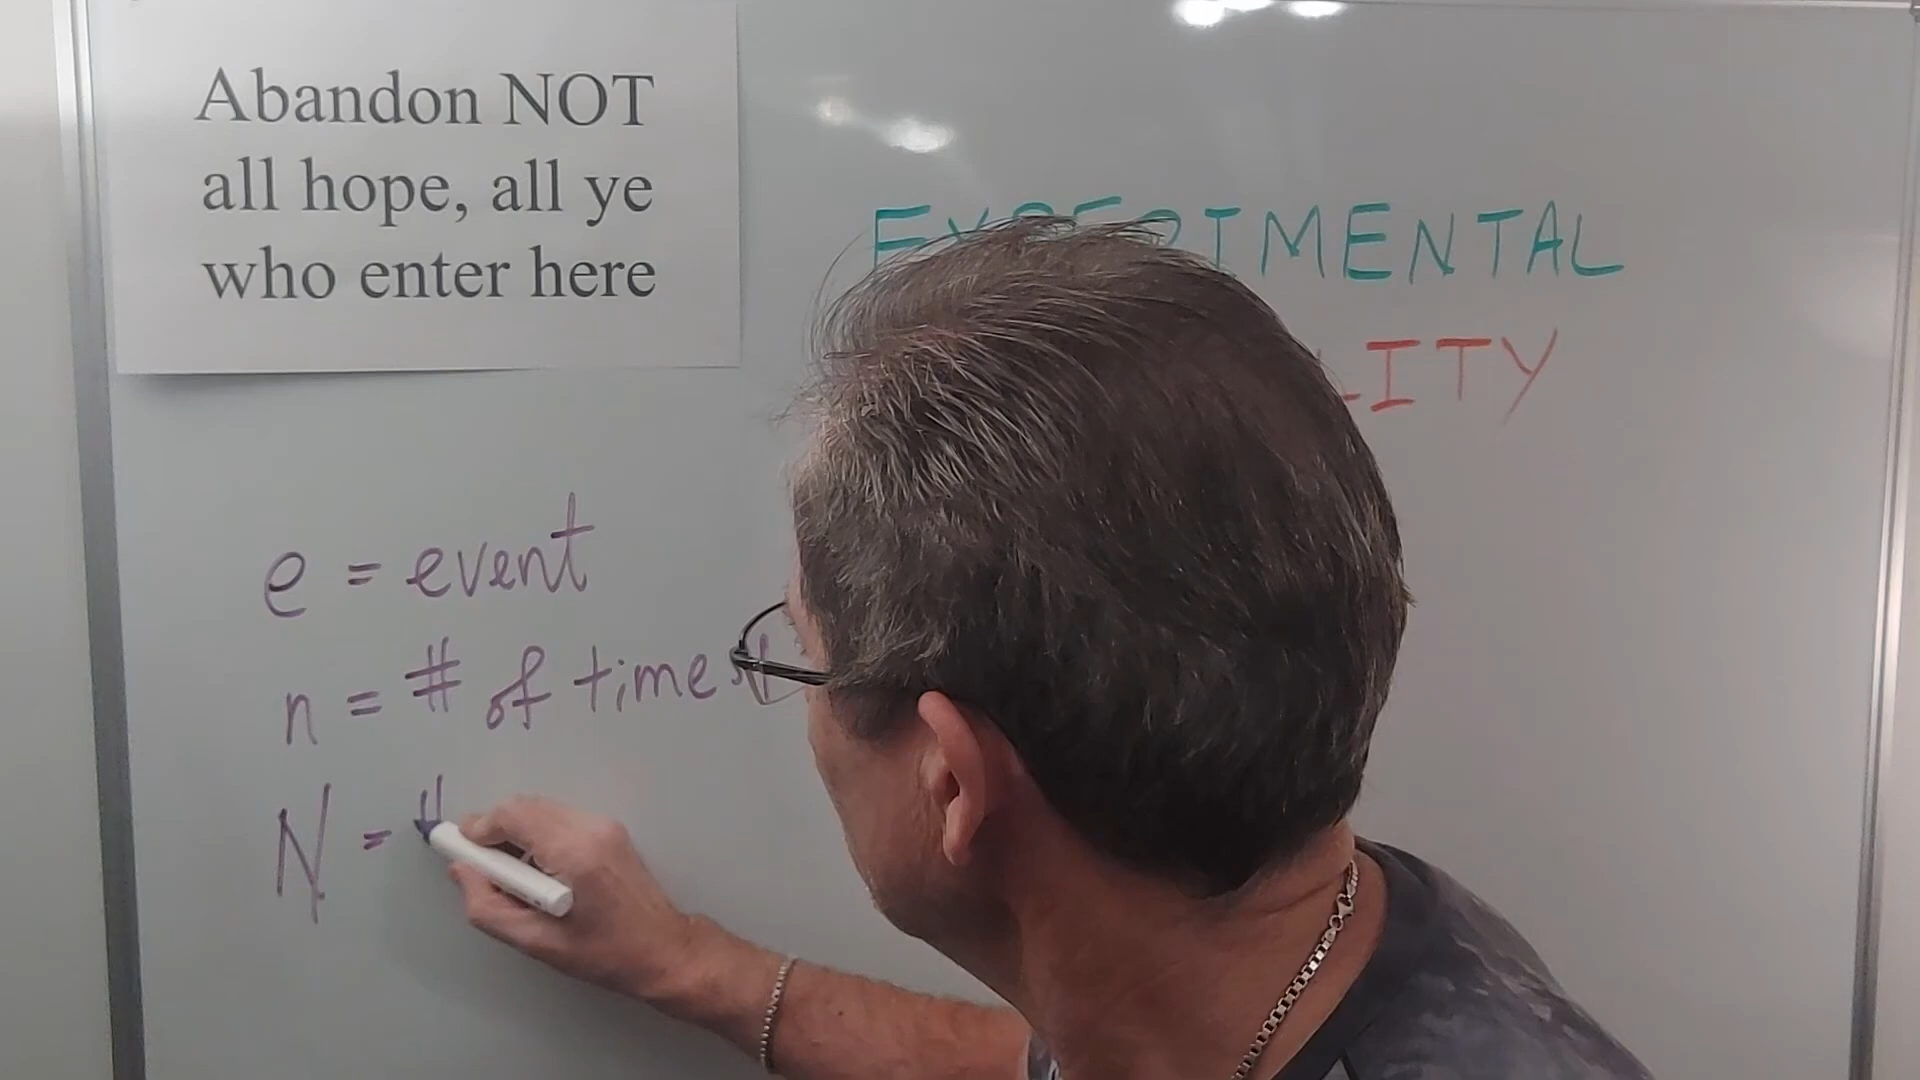 Abandon NOT
all hope, all ye
who enter here
EXPERIMENTAL
LITY
e = event
n = # of times
N = #